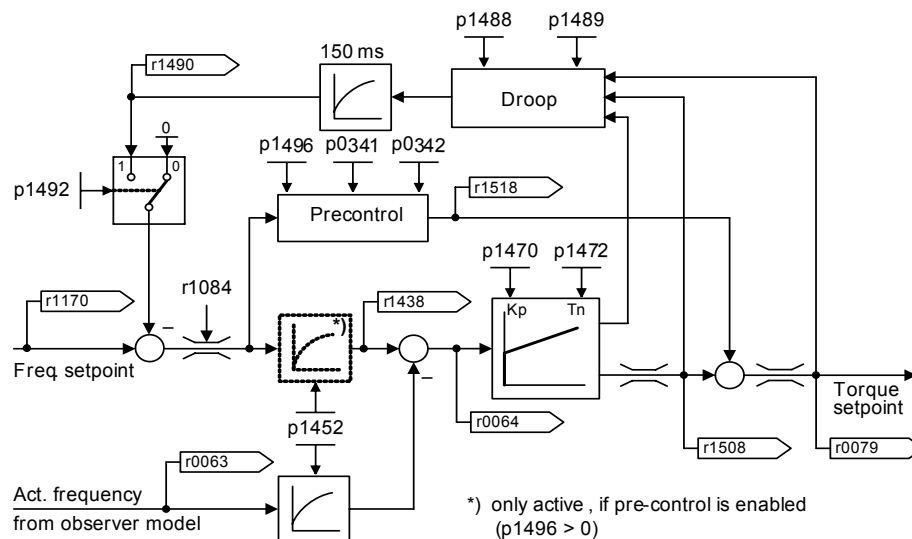 p1488
p1489
150 ms
r1490
Droop
0
p1496
p0341
p0342
1
0
p1492
r1518
Precontrol
p1470
p1472
r1170
r1084
r1438
Kp
Tn
*)
–
–
Freq. setpoint
Torque
setpoint
p1452
r0064
r0063
r1508
r0079
Act. frequency
from observer model
*) only active , if pre-control is enabled
(p1496 > 0)